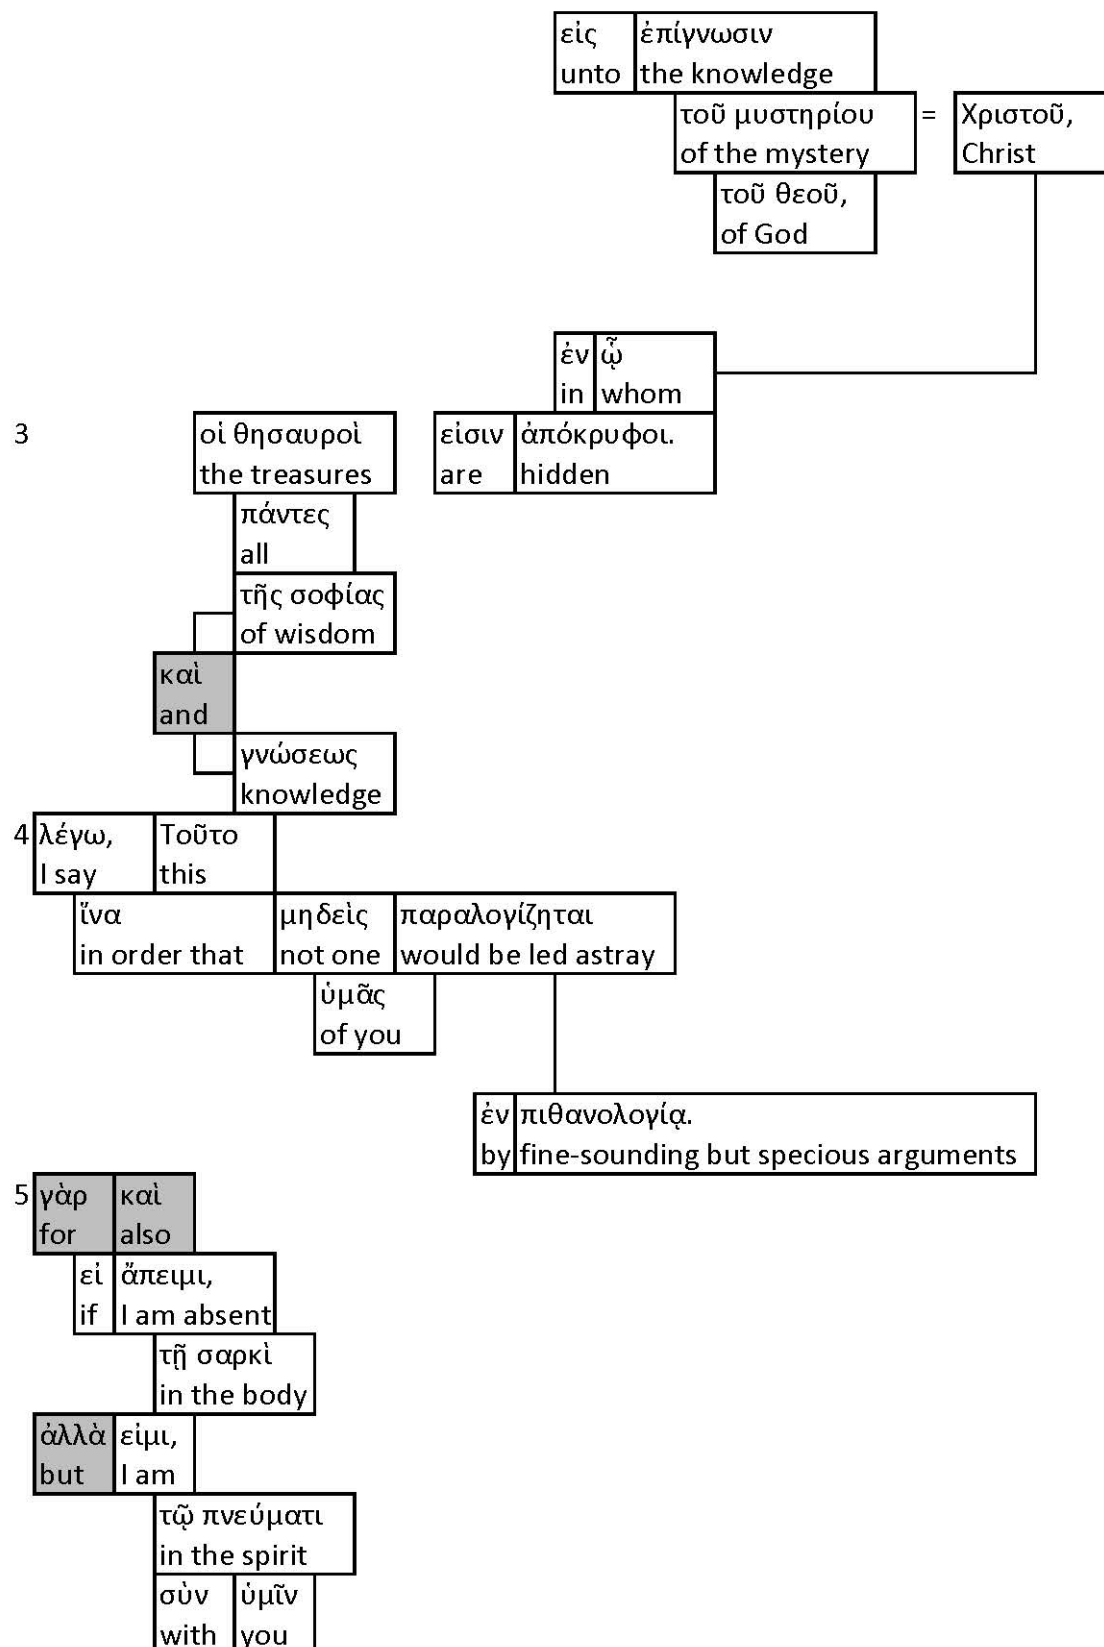 εἰς ἐπίγνωσιν
unto the knowledge
τοῦ μυστηρίου = Χριστοῦ,
of the mystery Christ
τοῦ θεοῦ,
of God
ἐν ᾧ
in whom
3 οἱ θησαυροὶ εἰσιν ἀπόκρυφοι.
the treasures are hidden
πάντες
all
τῆς σοφίας
of wisdom
καὶ
and
γνώσεως
knowledge
4 λέγω, Τοῦτο
I say this
ἵνα μηδεὶς παραλογίζηται
in order that not one would be led astray
ὑμᾶς
of you
ἐν πιθανολογίᾳ.
by fine-sounding but specious arguments
5 γὰρ καὶ
for also
εἰ ἄπειμι,
if I am absent
τῇ σαρκὶ
in the body
ἀλλὰ εἰμι,
but I am
τῷ πνεύματι
in the spirit
σὺν ὑμῖν
with you